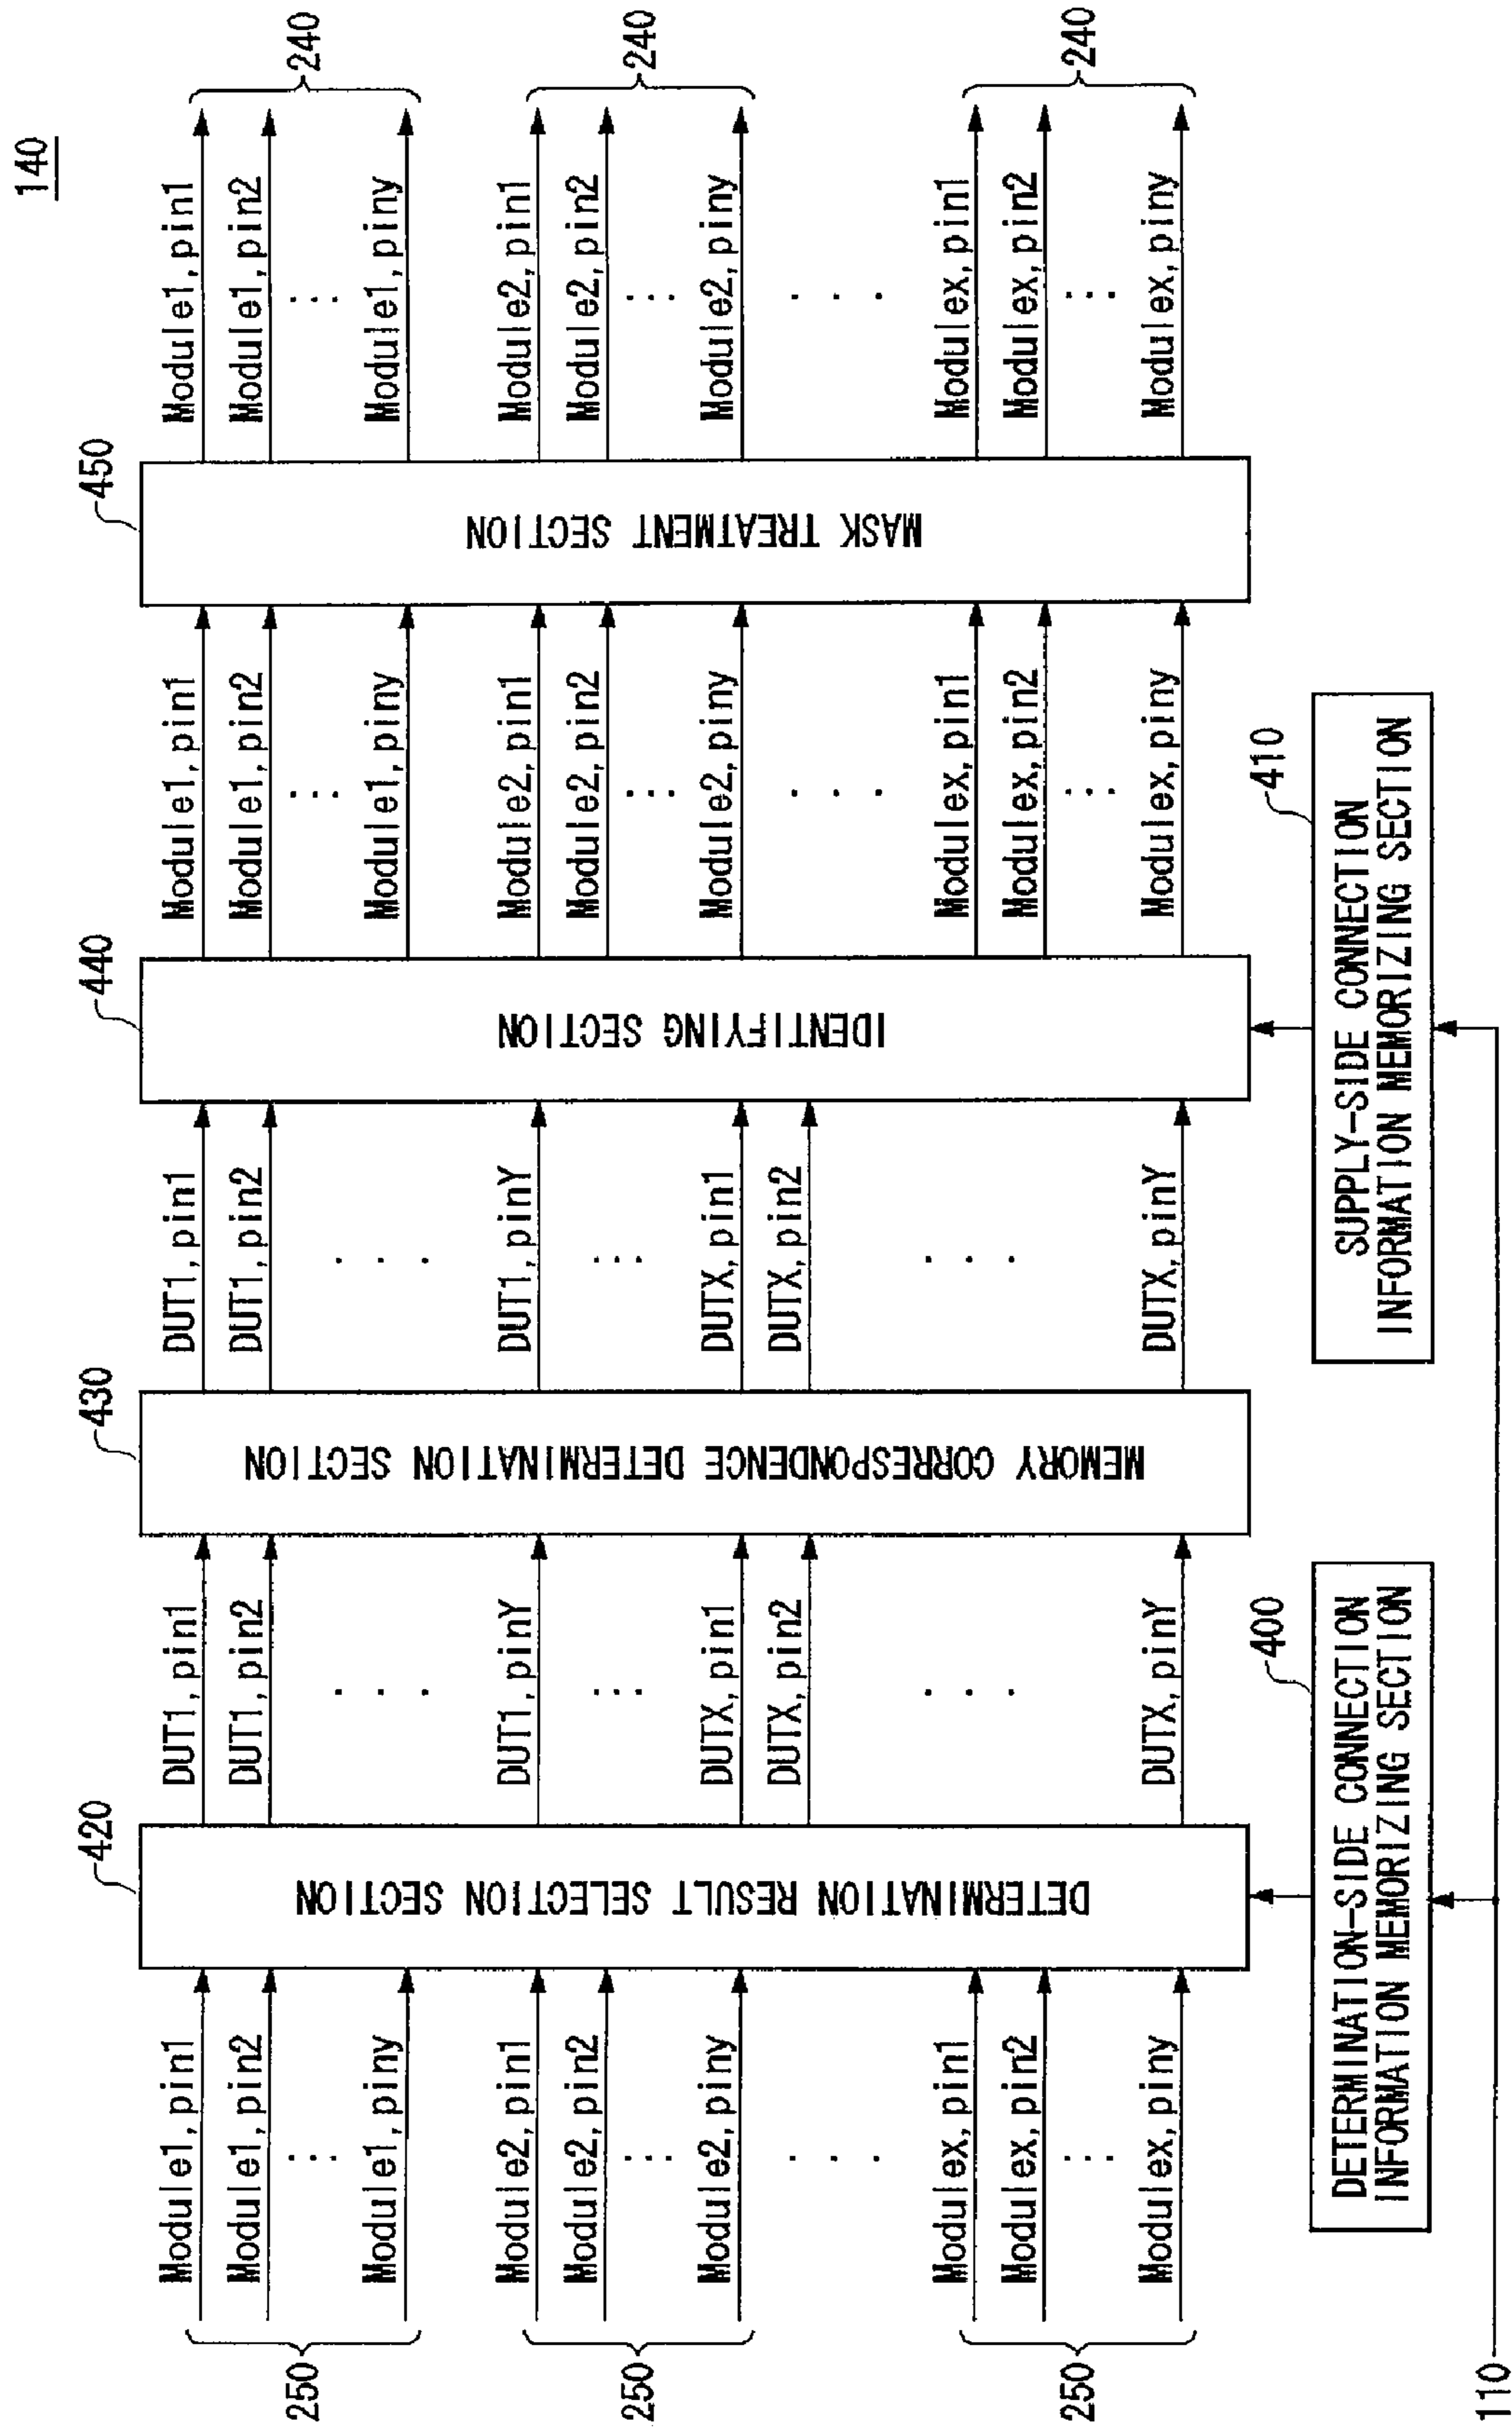 140
250
Module1,pin1
Module1,pin2
...
Module1,piny
250
Module2,pin1
Module2,pin2
...
Module2,piny
. . .
250
Modulex,pin1
Modulex,pin2
...
Modulex,piny
420
DETERMINATION RESULT SELECTION SECTION
DUT1,pin1
DUT1,pin2
. . .
DUT1,pinY
...
DUTX,pin1
DUTX,pin2
. . .
DUTX,pinY
430
MEMORY CORRESPONDENCE DETERMINATION SECTION
DUT1,pin1
DUT1,pin2
. . .
DUT1,pinY
...
DUTX,pin1
DUTX,pin2
. . .
DUTX,pinY
440
IDENTIFYING SECTION
Module1,pin1
Module1,pin2
...
Module1,piny
Module2,pin1
Module2,pin2
...
Module2,piny
. . .
Modulex,pin1
Modulex,pin2
...
Modulex,piny
450
MASK TREATMENT SECTION
Module1,pin1
Module1,pin2
...
Module1,piny
240
Module2,pin1
Module2,pin2
...
Module2,piny
240
. . .
Modulex,pin1
Modulex,pin2
...
Modulex,piny
240
400
DETERMINATION-SIDE CONNECTION
INFORMATION MEMORIZING SECTION
410
SUPPLY-SIDE CONNECTION
INFORMATION MEMORIZING SECTION
110